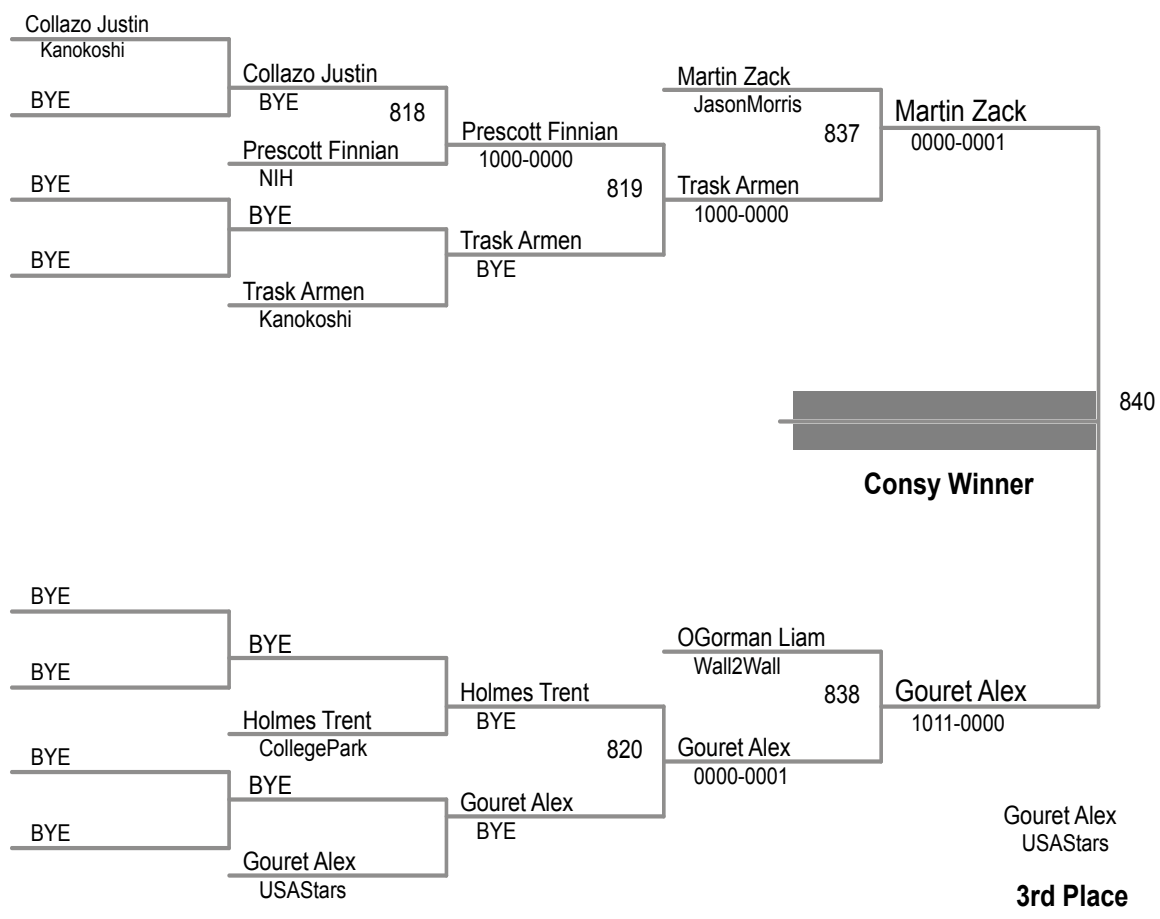 Collazo Justin
Kanokoshi
BYE
BYE
BYE
Collazo Justin
BYE
818
Prescott Finnian
NIH
BYE
Trask Armen
Kanokoshi
Prescott Finnian
1000-0000
819
Trask Armen
BYE
Martin Zack
JasonMorris
837
Trask Armen
1000-0000
Martin Zack
0000-0001
840
Consy Winner
BYE
BYE
BYE
BYE
BYE
Holmes Trent
CollegePark
BYE
Gouret Alex
USAStars
Holmes Trent
BYE
820
Gouret Alex
BYE
OGorman Liam
Wall2Wall
838
Gouret Alex
0000-0001
Gouret Alex
1011-0000
Gouret Alex
USAStars
3rd Place